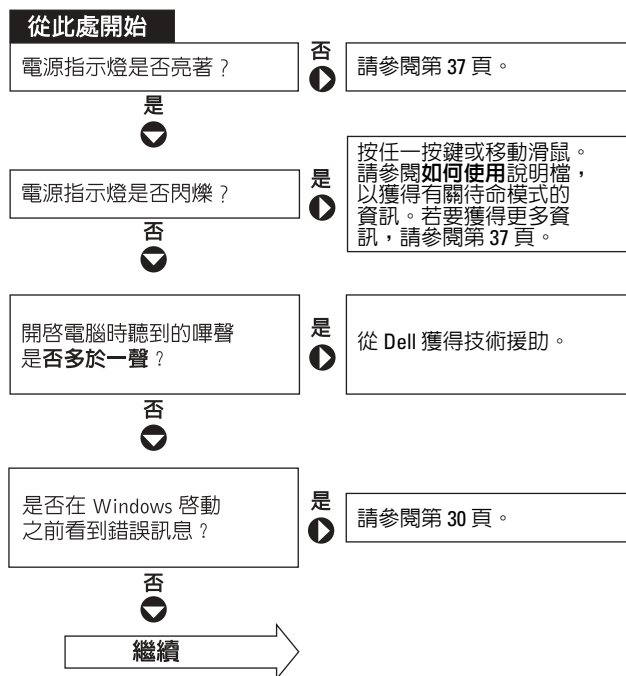 從此處開始
電源指示燈是否亮著？
否
請參閱第 37 頁。
是
電源指示燈是否閃爍？
是
按任一按鍵或移動滑鼠。
請參閱如何使用說明檔，
以獲得有關待命模式的
資訊。若要獲得更多資
訊，請參閱第 37 頁。
否
開啓電腦時聽到的嗶聲
是否多於一聲？
是
從 Dell 獲得技術援助。
否
是否在 Windows 啓動
之前看到錯誤訊息？
是
請參閱第 30 頁。
否
繼續